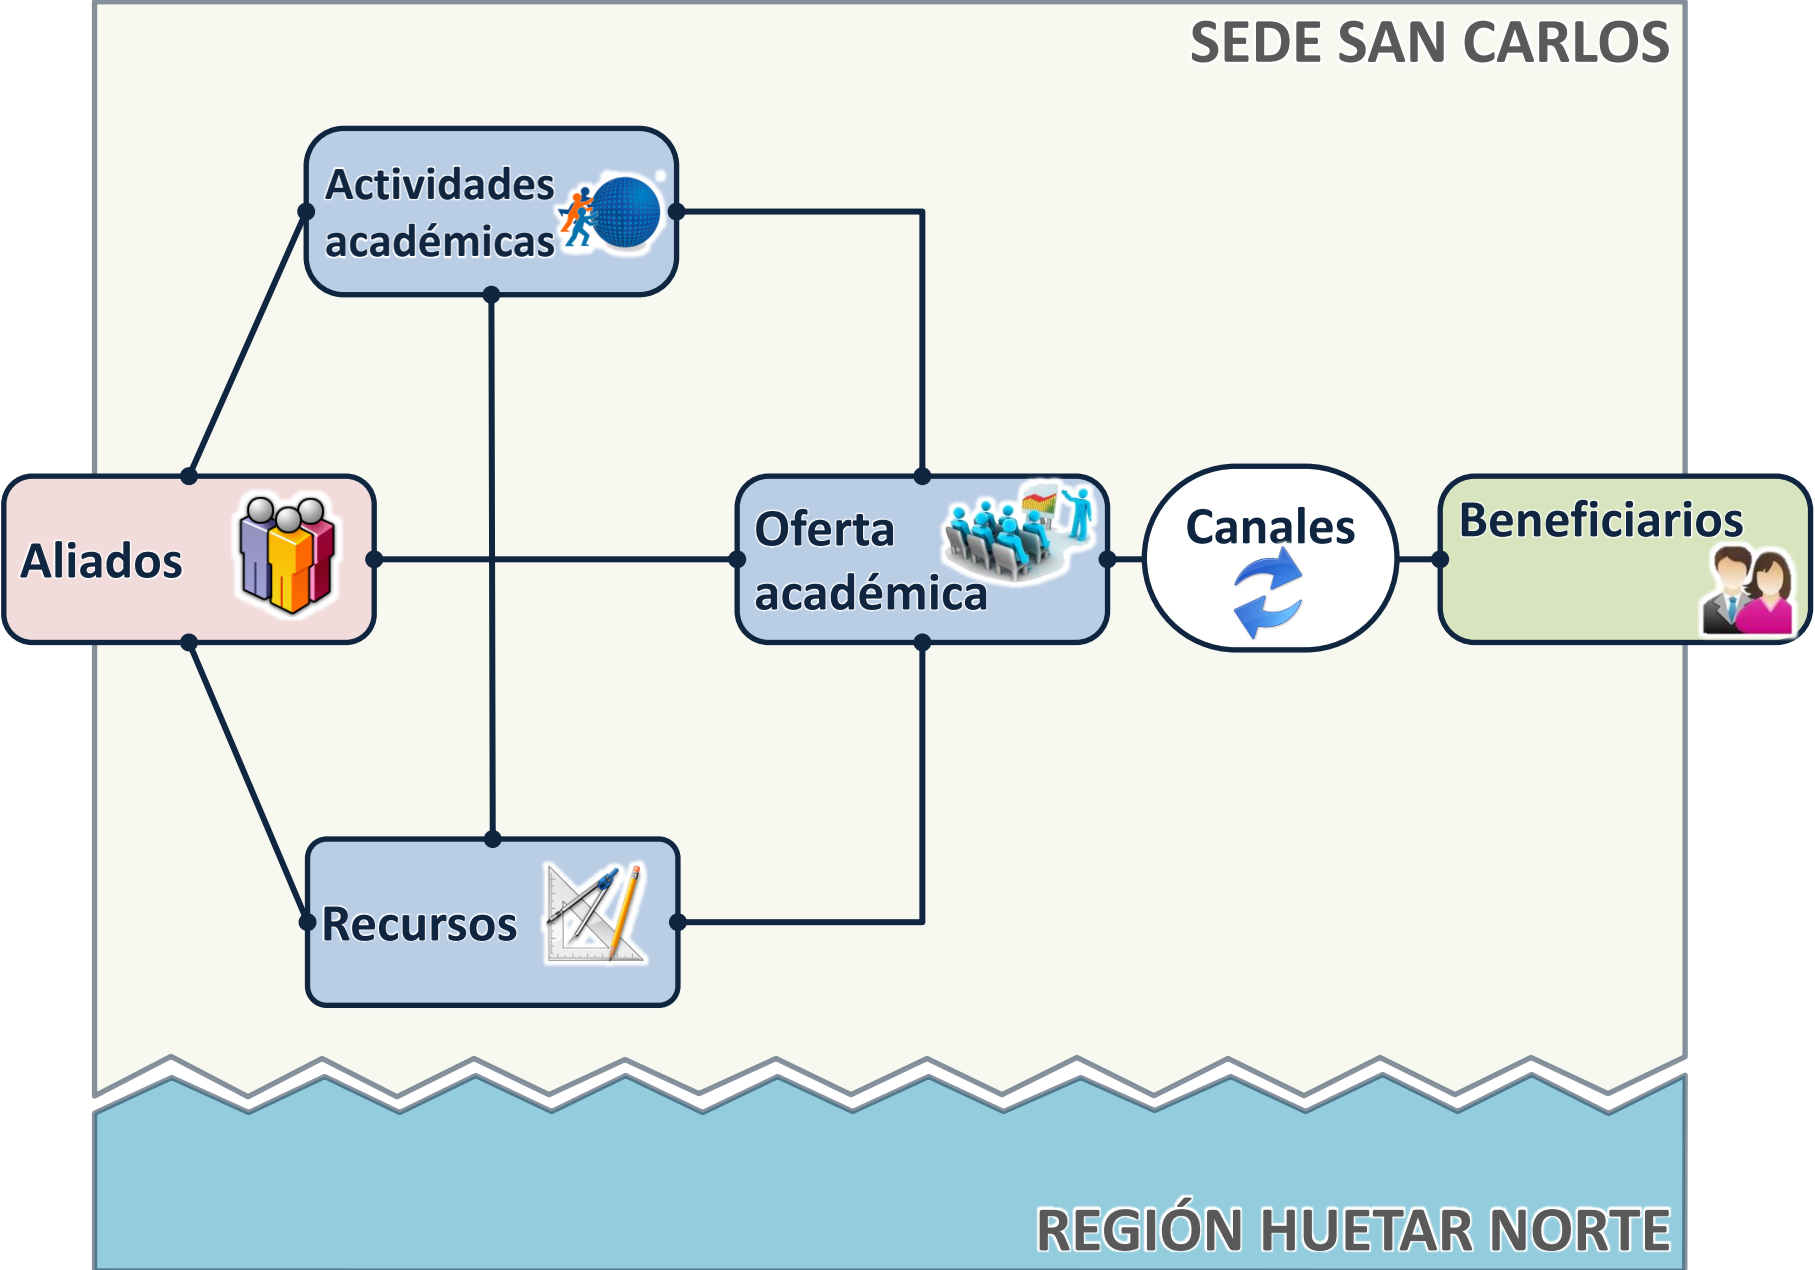 SEDE SAN CARLOS
Actividades
académicas
Aliados
Oferta
académica
Canales
Beneficiarios
Recursos
REGIÓN HUETAR NORTE